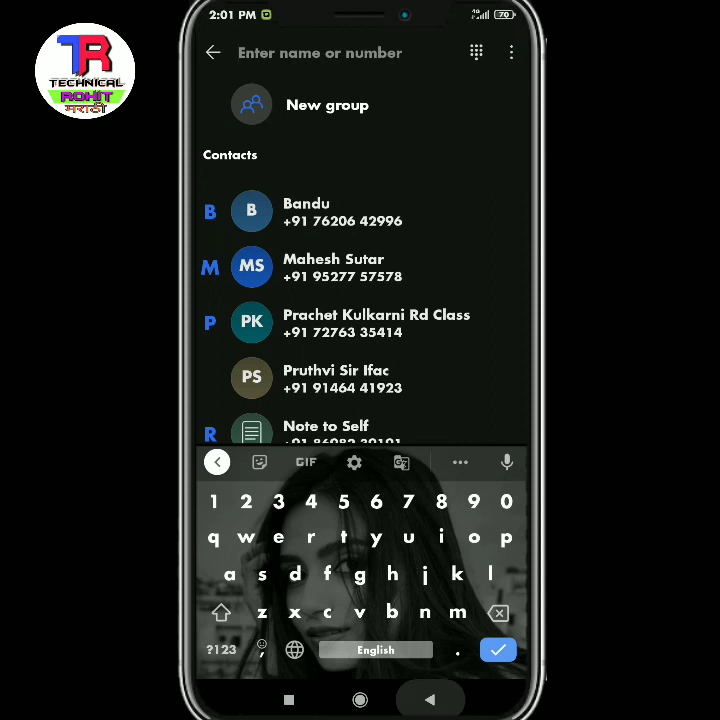 2:01 PM
4G
70
TR
TECHNICAL
ROHIT
मराठी
Enter name or number
New group
Contacts
B
B
Bandu
+91 76206 42996
M
MS
Mahesh Sutar
+91 95277 57578
P
PK
Prachet Kulkarni Rd Class
+91 72763 35414
PS
Pruthvi Sir Ifac
+91 91464 41923
R
Note to Self
GIF
1 2 3 4 5 6 7 8 9 0
q w e r t y u i o p
a s d f g h j k l
z x c v b n m
?123 , English .